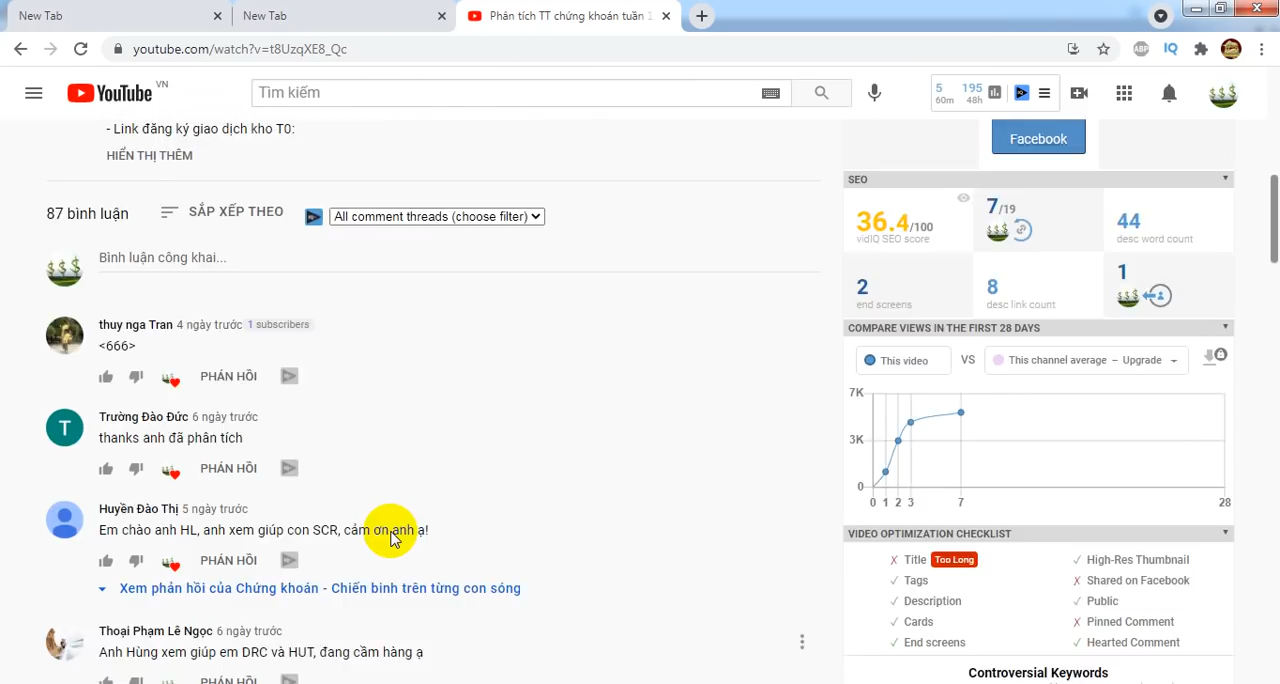 New Tab
New Tab
Phân tích TT chứng khoán tuần 1
youtube.com/watch?v=t8UzqXE8_Qc
ABP
IQ
YouTube VN
Tìm kiếm
5 195
60m 48h
- Link đăng ký giao dịch kho T0:
HIỂN THỊ THÊM
87 bình luận
SẮP XẾP THEO
All comment threads (choose filter)
Bình luận công khai...
thuy nga Tran 4 ngày trước 1 subscribers
<666>
PHẢN HỒI
T
Trường Đào Đức 6 ngày trước
thanks anh đã phân tích
PHẢN HỒI
Huyền Đào Thị 5 ngày trước
Em chào anh HL, anh xem giúp con SCR, cảm ơn anh ạ!
PHẢN HỒI
Xem phản hồi của Chứng khoán - Chiến binh trên từng con sóng
Thoại Phạm Lê Ngọc 6 ngày trước
Anh Hùng xem giúp em DRC và HUT, đang cầm hàng ạ
PHẢN HỒI
Facebook
SEO
36.4/100
vidIQ SEO score
7/19
44
desc word count
2
end screens
8
desc link count
1
COMPARE VIEWS IN THE FIRST 28 DAYS
This video VS This channel average – Upgrade
7K
3K
0
0 1 2 3 7 28
VIDEO OPTIMIZATION CHECKLIST
Title Too Long
Tags
Description
Cards
End screens
High-Res Thumbnail
Shared on Facebook
Public
Pinned Comment
Hearted Comment
Controversial Keywords